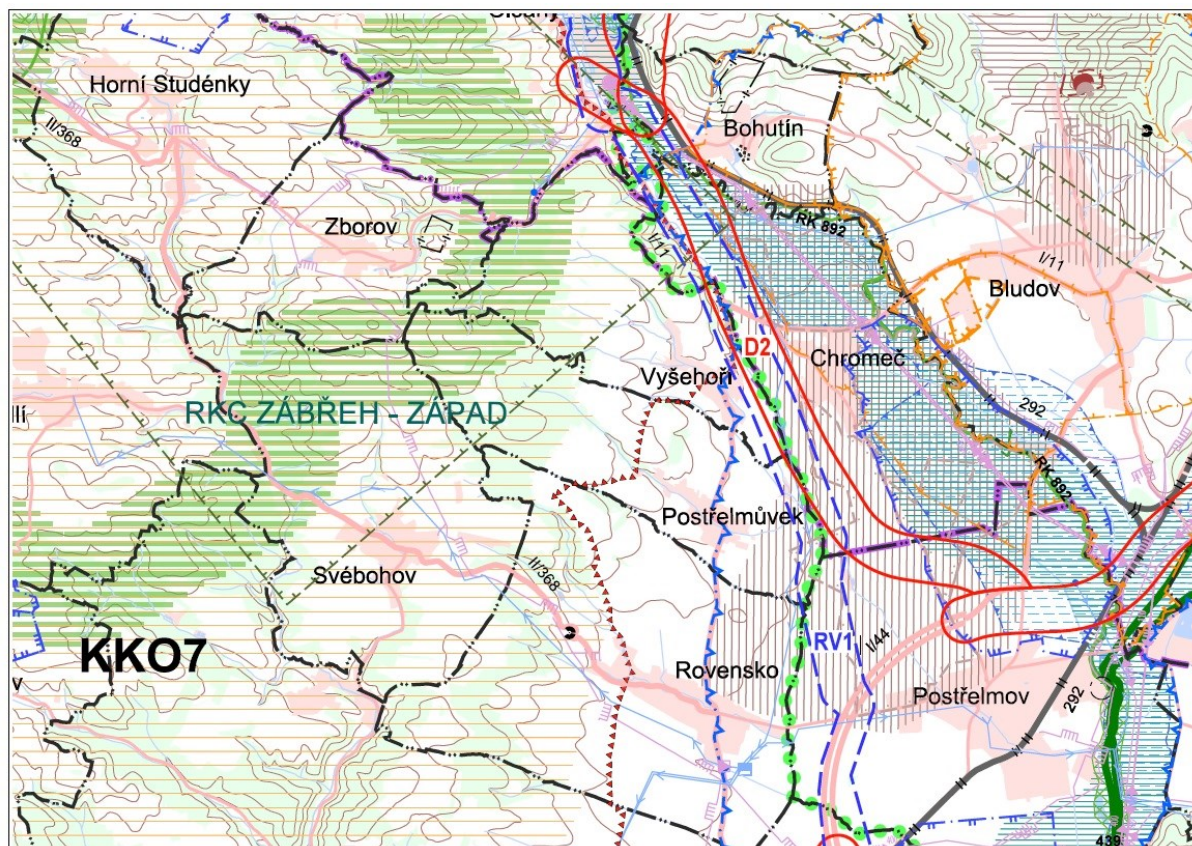 Horní Studénky
II/368
Bohutín
Zborov
RK 892
I/11
I/11
Bludov
D2
Chromeč
Vyšehoří
RKC ZÁBŘEH - ZÁPAD
292
RK 892
Postřelmůvek
Svébohov
II/368
KKO7
RV1
I/44
Rovensko
Postřelmov
292
439